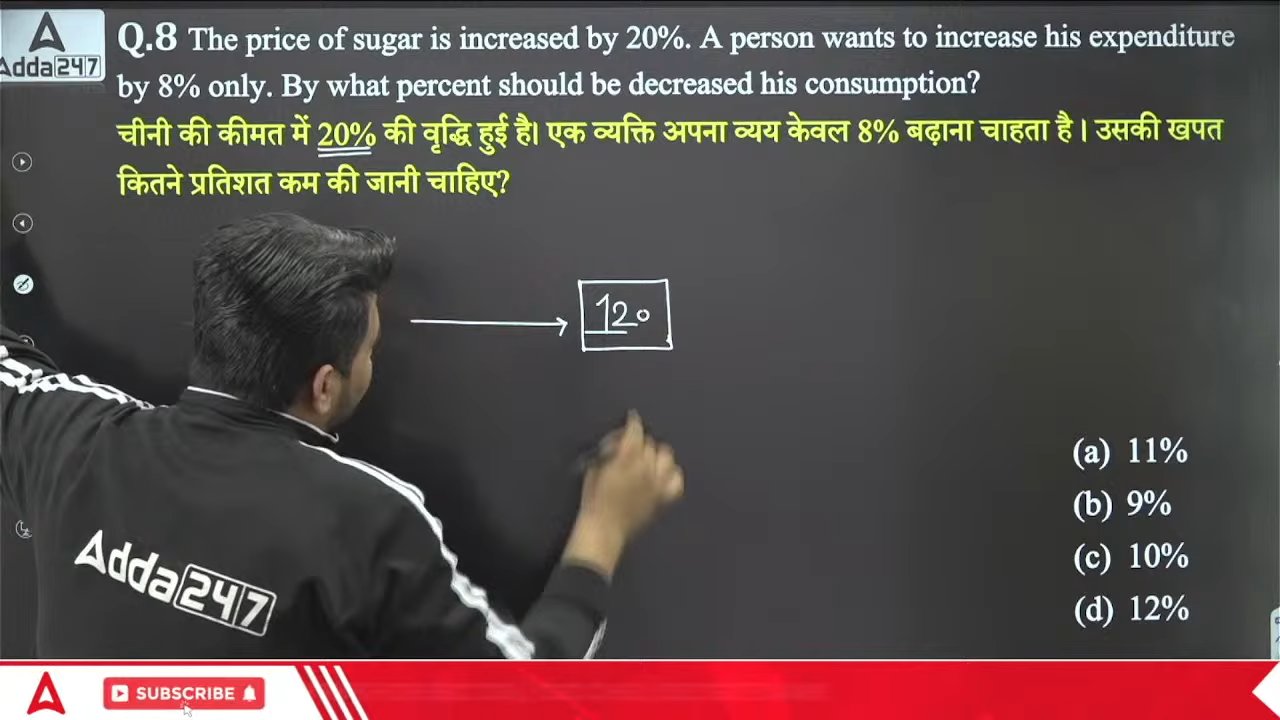 Adda247
Q.8 The price of sugar is increased by 20%. A person wants to increase his expenditure
by 8% only. By what percent should be decreased his consumption?
चीनी की कीमत में 20% की वृद्धि हुई है। एक व्यक्ति अपना व्यय केवल 8% बढ़ाना चाहता है । उसकी खपत
कितने प्रतिशत कम की जानी चाहिए?
120
(a) 11%
(b) 9%
(c) 10%
(d) 12%
Adda247
SUBSCRIBE